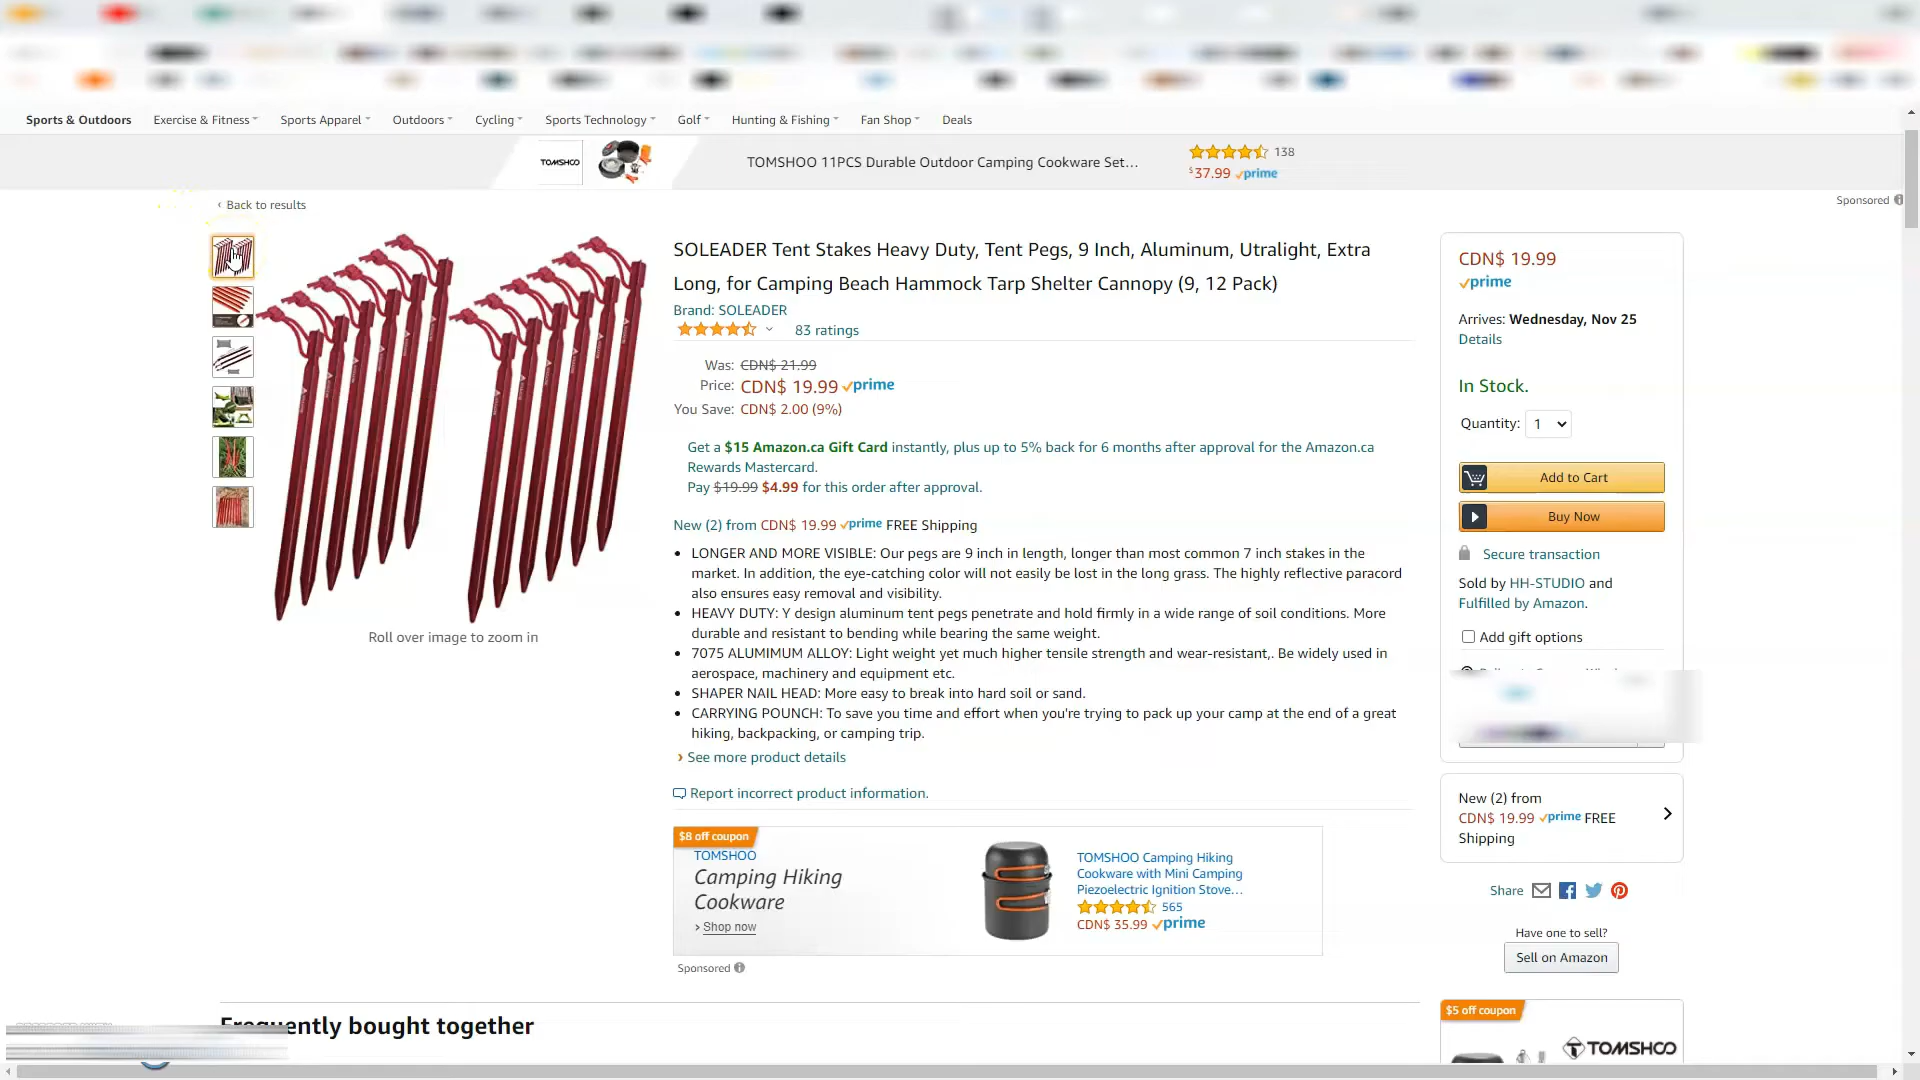 Sports & Outdoors Exercise & Fitness Sports Apparel Outdoors Cycling Sports Technology Golf Hunting & Fishing Fan Shop Deals
TOMSHOO
TOMSHOO 11PCS Durable Outdoor Camping Cookware Set…
138
$37.99 prime
Sponsored
‹ Back to results
SOLEADER Tent Stakes Heavy Duty, Tent Pegs, 9 Inch, Aluminum, Utralight, Extra
Long, for Camping Beach Hammock Tarp Shelter Cannopy (9, 12 Pack)
Brand: SOLEADER
83 ratings
Was: CDN$ 21.99
Price: CDN$ 19.99 prime
You Save: CDN$ 2.00 (9%)
Get a $15 Amazon.ca Gift Card instantly, plus up to 5% back for 6 months after approval for the Amazon.ca
Rewards Mastercard.
Pay $19.99 $4.99 for this order after approval.
New (2) from CDN$ 19.99 prime FREE Shipping
• LONGER AND MORE VISIBLE: Our pegs are 9 inch in length, longer than most common 7 inch stakes in the
market. In addition, the eye-catching color will not easily be lost in the long grass. The highly reflective paracord
also ensures easy removal and visibility.
• HEAVY DUTY: Y design aluminum tent pegs penetrate and hold firmly in a wide range of soil conditions. More
durable and resistant to bending while bearing the same weight.
• 7075 ALUMIMUM ALLOY: Light weight yet much higher tensile strength and wear-resistant,. Be widely used in
aerospace, machinery and equipment etc.
• SHAPER NAIL HEAD: More easy to break into hard soil or sand.
• CARRYING POUCH: To save you time and effort when you're trying to pack up your camp at the end of a great
hiking, backpacking, or camping trip.
› See more product details
Report incorrect product information.
Roll over image to zoom in
$8 off coupon
TOMSHOO
Camping Hiking
Cookware
› Shop now
TOMSHOO Camping Hiking
Cookware with Mini Camping
Piezoelectric Ignition Stove…
565
CDN$ 35.99 prime
Sponsored
Frequently bought together
CDN$ 19.99
prime
Arrives: Wednesday, Nov 25
Details
In Stock.
Quantity: 1
Add to Cart
Buy Now
Secure transaction
Sold by HH-STUDIO and
Fulfilled by Amazon.
Add gift options
New (2) from
CDN$ 19.99 prime FREE
Shipping
Share
Have one to sell?
Sell on Amazon
$5 off coupon
TOMSHOO